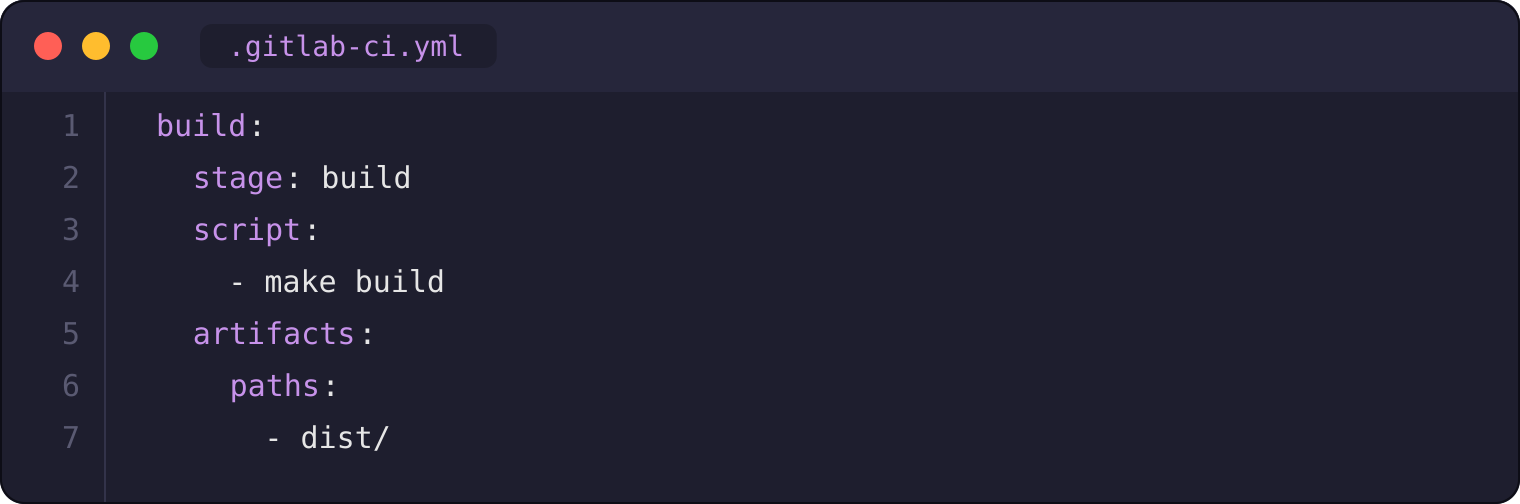 .gitlab-ci.yml
1 build:
2   stage: build
3   script:
4     - make build
5   artifacts:
6     paths:
7       - dist/